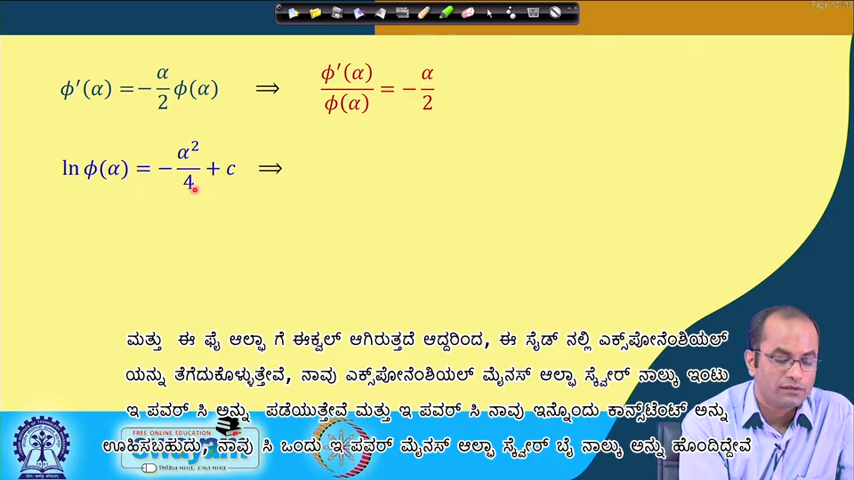 ϕ′(α) = −α/2 ϕ(α) ⟹ ϕ′(α)/ϕ(α) = −α/2
ln ϕ(α) = −α²/4 + c ⟹
ಮತ್ತು ಈ ಫೈ ಆಲ್ಫಾ ಗೆ ಈಕ್ವಲ್ ಆಗಿರುತ್ತದೆ ಆದ್ದರಿಂದ, ಈ ಸೈಡ್ ನಲ್ಲಿ ಎಕ್ಸ್‌ಪೋನೆಂಶಿಯಲ್
ಯನ್ನು ತೆಗೆದುಕೊಳ್ಳುತ್ತೇವೆ, ನಾವು ಎಕ್ಸ್‌ಪೋನೆಂಶಿಯಲ್ ಮೈನಸ್ ಆಲ್ಫಾ ಸ್ಕ್ವೇರ್ ನಾಲ್ಕು ಇಂಟು
ಇ ಪವರ್ ಸಿ ಅನ್ನು ಪಡೆಯುತ್ತೇವೆ ಮತ್ತು ಇ ಪವರ್ ಸಿ ನಾವು ಇನ್ನೊಂದು ಕಾನ್ಸ್‌ಟೆಂಟ್ ಅನ್ನು
ಊಹಿಸಬಹುದು, ನಾವು ಸಿ ಒಂದು ಇ ಪವರ್ ಮೈನಸ್ ಆಲ್ಫಾ ಸ್ಕ್ವೇರ್ ಬೈ ನಾಲ್ಕು ಅನ್ನು ಹೊಂದಿದ್ದೇವೆ
FREE ONLINE EDUCATION